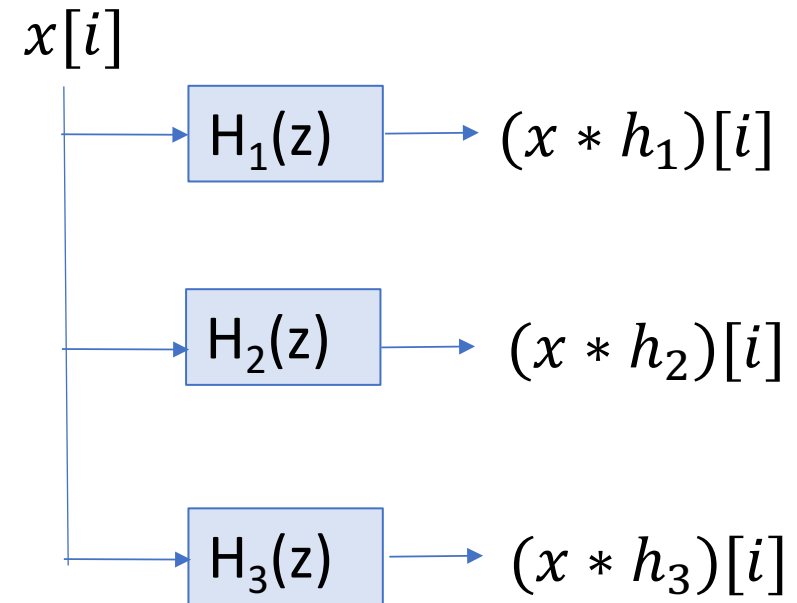 x[i]
H₁(z) (x * h₁)[i]
H₂(z) (x * h₂)[i]
H₃(z) (x * h₃)[i]